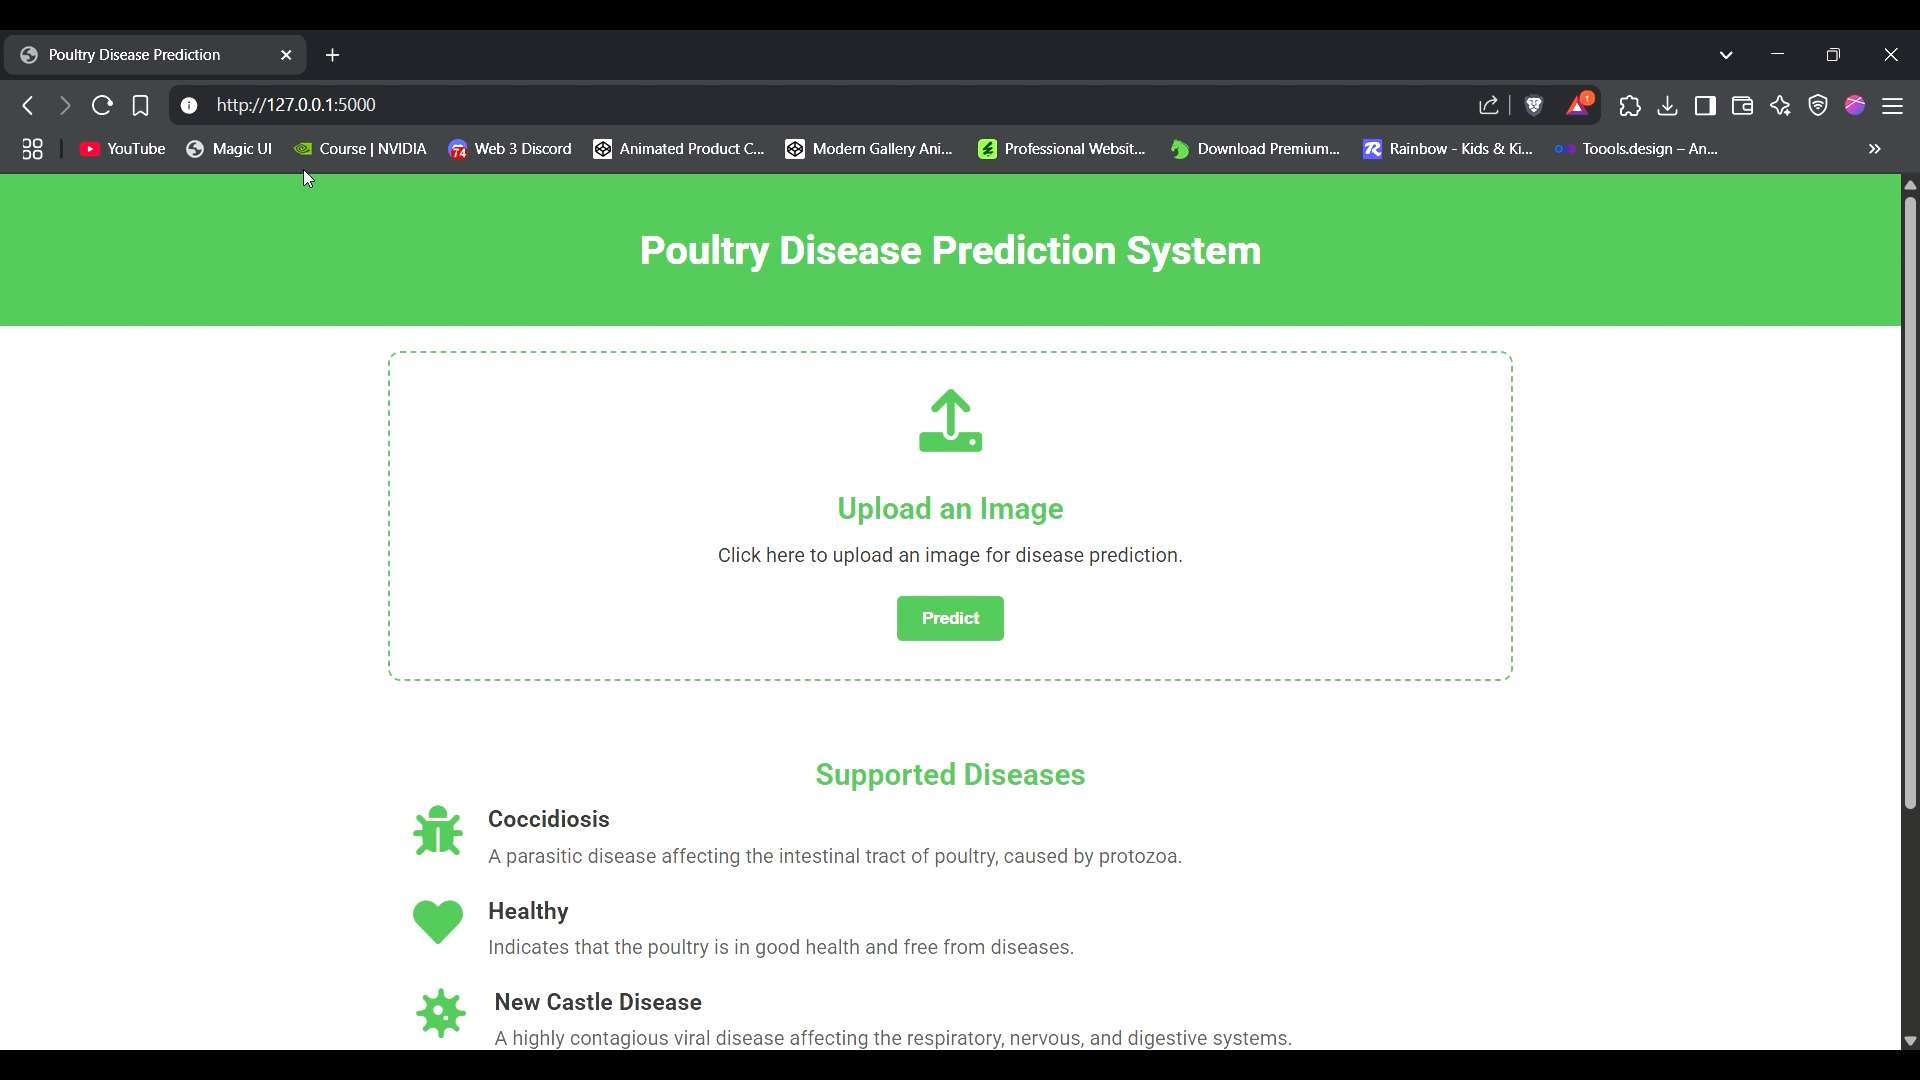 Poultry Disease Prediction
http://127.0.0.1:5000
1
YouTube Magic UI Course | NVIDIA Web 3 Discord Animated Product C... Modern Gallery Ani... Professional Websit... Download Premium... Rainbow - Kids & Ki... Toools.design – An...
Poultry Disease Prediction System
Upload an Image
Click here to upload an image for disease prediction.
Predict
Supported Diseases
Coccidiosis
A parasitic disease affecting the intestinal tract of poultry, caused by protozoa.
Healthy
Indicates that the poultry is in good health and free from diseases.
New Castle Disease
A highly contagious viral disease affecting the respiratory, nervous, and digestive systems.